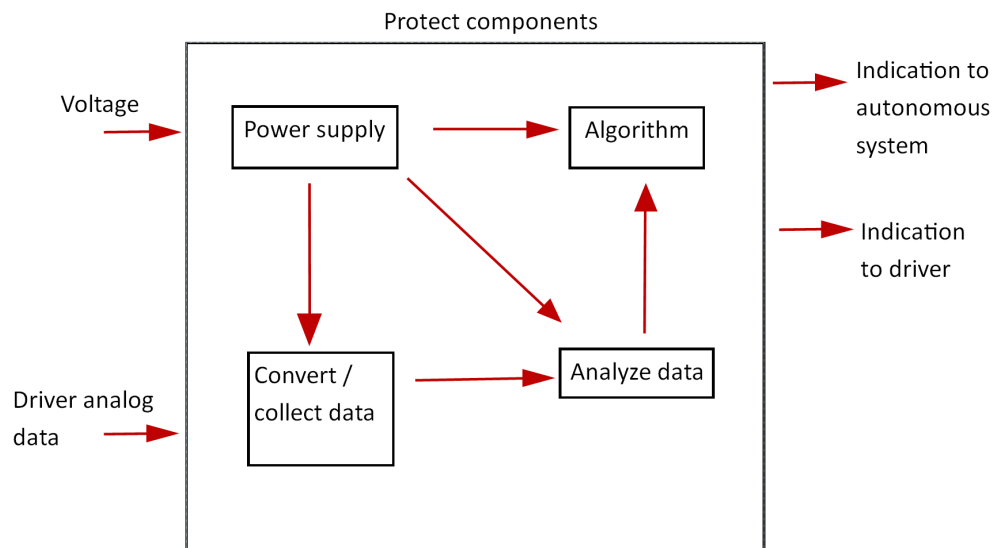 Protect components
Voltage
Power supply
Algorithm
Indication to
autonomous
system
Indication
to driver
Driver analog
data
Convert /
collect data
Analyze data